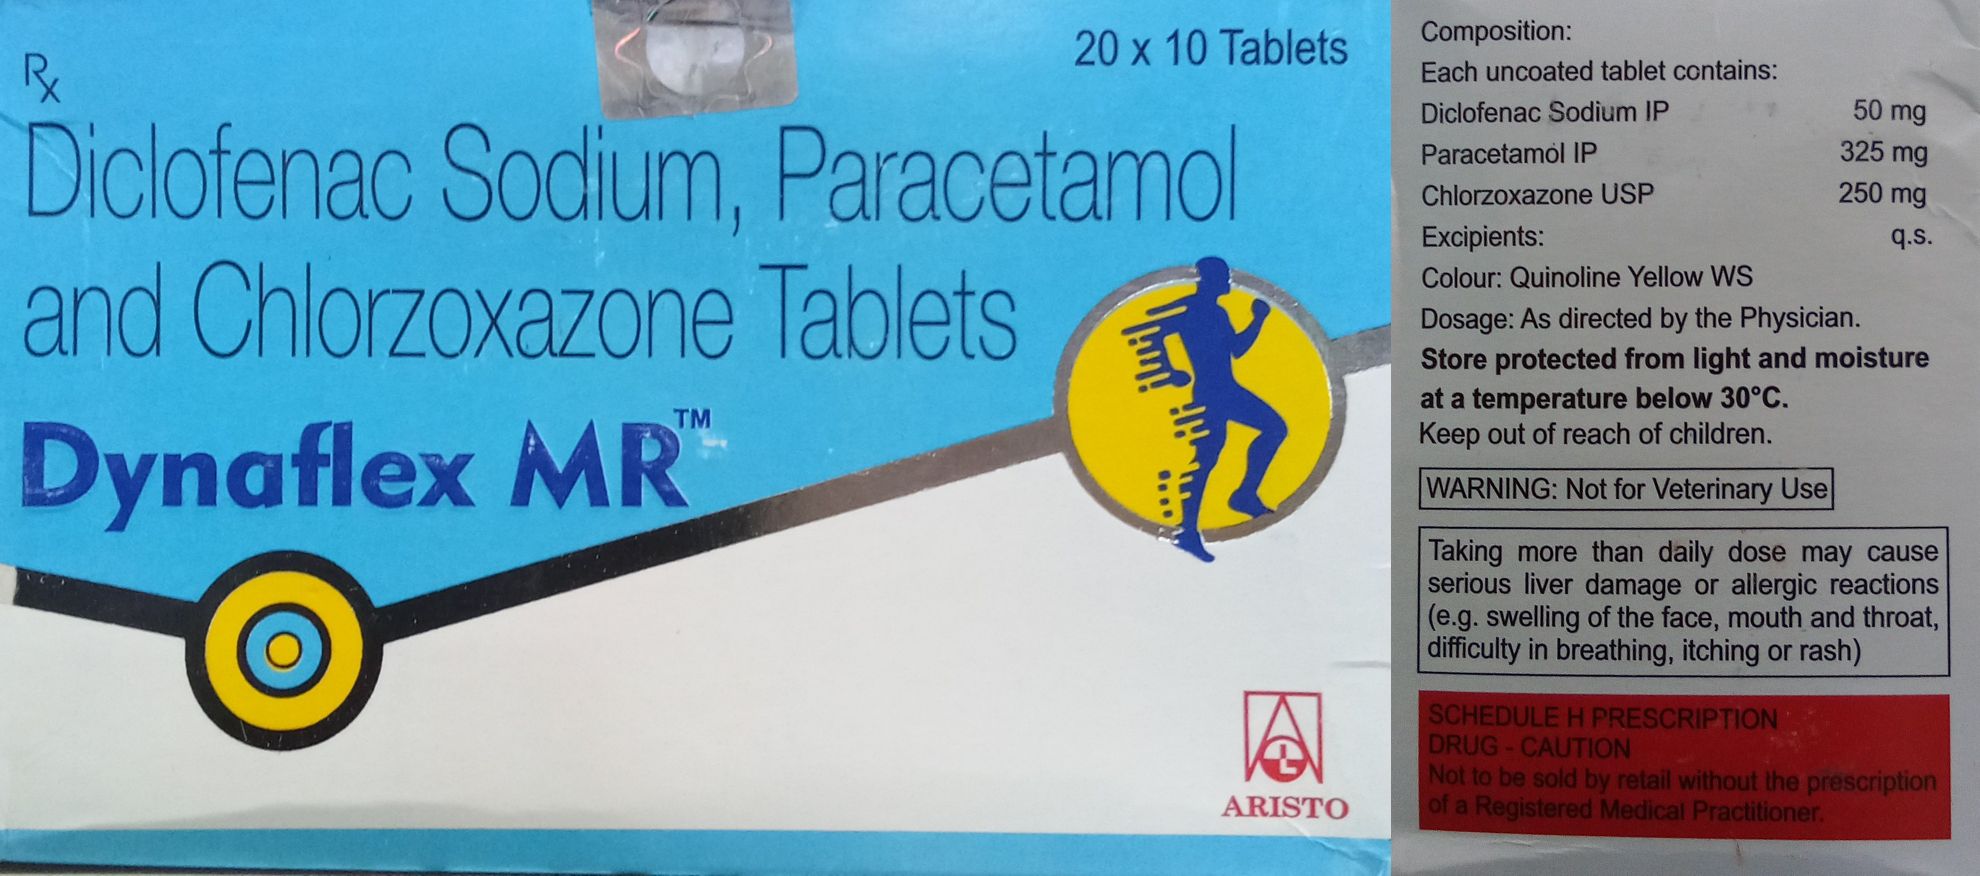 Rx
20 x 10 Tablets
Diclofenac Sodium, Paracetamol
and Chlorzoxazone Tablets
Dynaflex MR™
ARISTO
Composition:
Each uncoated tablet contains:
Diclofenac Sodium IP 50 mg
Paracetamol IP 325 mg
Chlorzoxazone USP 250 mg
Excipients: q.s.
Colour: Quinoline Yellow WS
Dosage: As directed by the Physician.
Store protected from light and moisture
at a temperature below 30°C.
Keep out of reach of children.
WARNING: Not for Veterinary Use
Taking more than daily dose may cause
serious liver damage or allergic reactions
(e.g. swelling of the face, mouth and throat,
difficulty in breathing, itching or rash)
SCHEDULE H PRESCRIPTION
DRUG - CAUTION
Not to be sold by retail without the prescription
of a Registered Medical Practitioner.